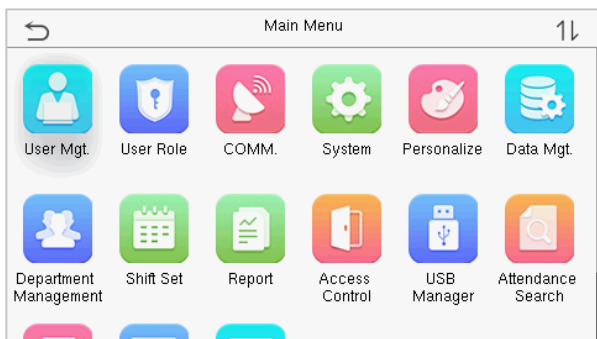 Main Menu
User Mgt.
User Role
COMM.
System
Personalize
Data Mgt.
Department
Management
Shift Set
Report
Access
Control
USB
Manager
Attendance
Search